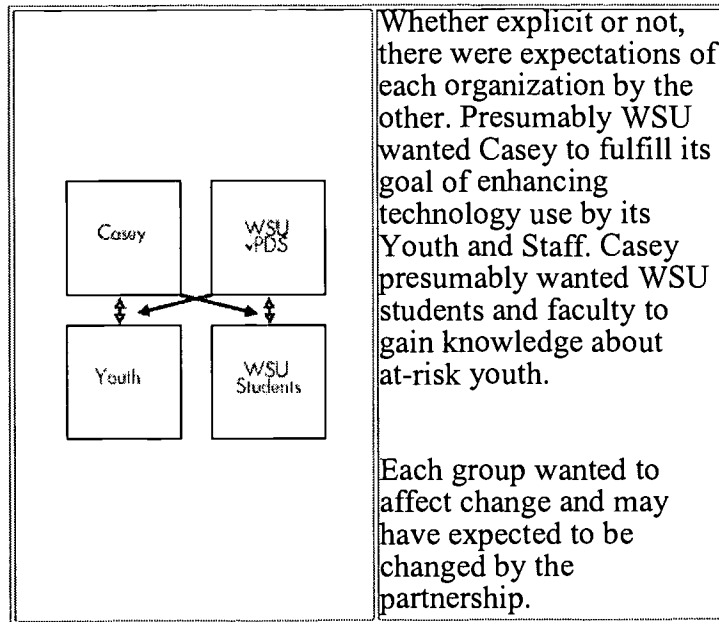 Casey
WSU
vPDS
Youth
WSU
Students
Whether explicit or not,
there were expectations of
each organization by the
other. Presumably WSU
wanted Casey to fulfill its
goal of enhancing
technology use by its
Youth and Staff. Casey
presumably wanted WSU
students and faculty to
gain knowledge about
at-risk youth.
Each group wanted to
affect change and may
have expected to be
changed by the
partnership.